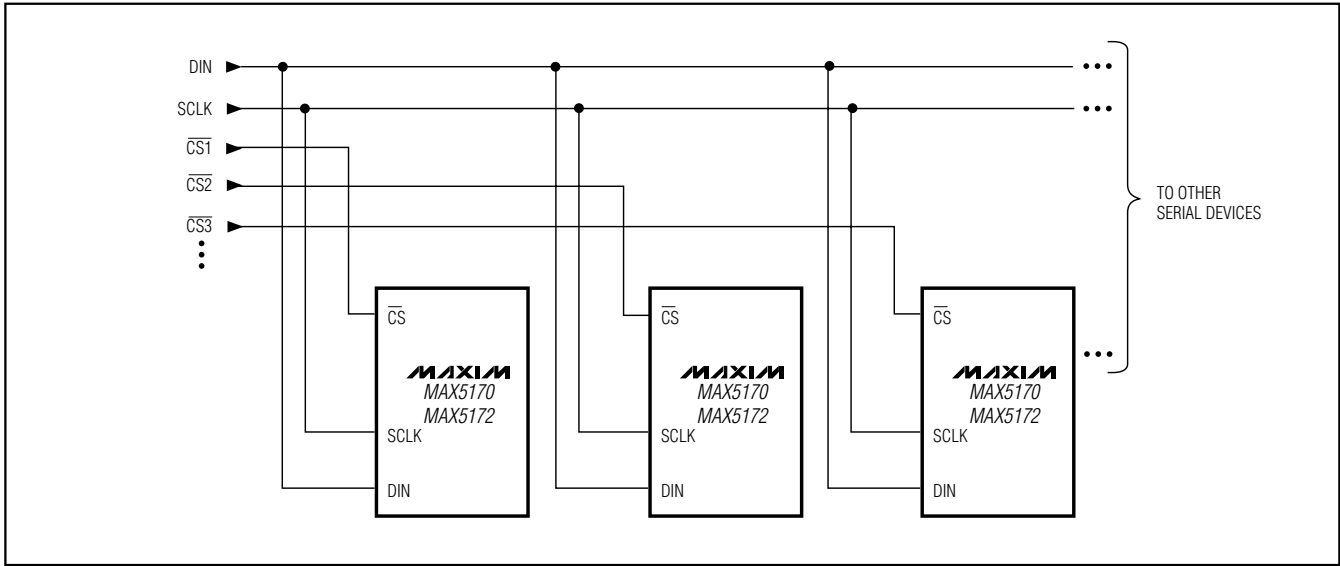 DIN
SCLK
CS1
CS2
CS3
TO OTHER
SERIAL DEVICES
CS
MAXIM
MAX5170
MAX5172
SCLK
DIN
CS
MAXIM
MAX5170
MAX5172
SCLK
DIN
CS
MAXIM
MAX5170
MAX5172
SCLK
DIN